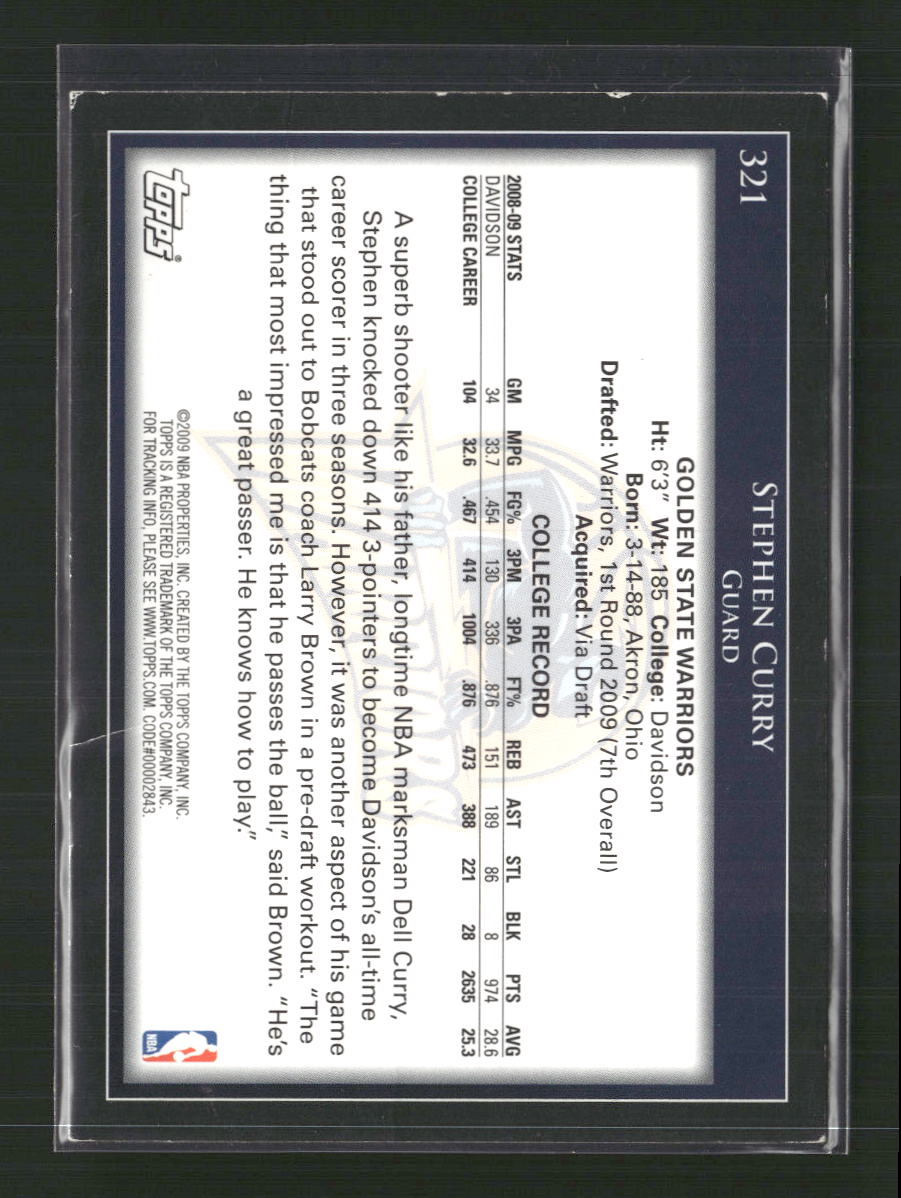 321
STEPHEN CURRY
GUARD
GOLDEN STATE WARRIORS
Ht: 6'3" Wt: 185 College: Davidson
Born: 3-14-88, Akron, Ohio
Drafted: Warriors, 1st Round 2009 (7th Overall)
Acquired: Via Draft
COLLEGE RECORD
2008-09 STATS GM MPG FG% 3PM 3PA FT% REB AST STL BLK PTS AVG
DAVIDSON 34 33.7 .454 130 336 .876 151 189 86 8 974 28.6
COLLEGE CAREER 104 32.6 .467 414 1004 .876 473 388 221 28 2635 25.3
A superb shooter like his father, longtime NBA marksman Dell Curry,
Stephen knocked down 414 3-pointers to become Davidson's all-time
career scorer in three seasons. However, it was another aspect of his game
that stood out to Bobcats coach Larry Brown in a pre-draft workout. "The
thing that most impressed me is that he passes the ball," said Brown. "He's
a great passer. He knows how to play."
WARRIORS
topps®
©2009 NBA PROPERTIES, INC. CREATED BY THE TOPPS COMPANY, INC.
TOPPS IS A REGISTERED TRADEMARK OF THE TOPPS COMPANY, INC.
FOR TRACKING INFO, PLEASE SEE WWW.TOPPS.COM. CODE#00002843.
NBA